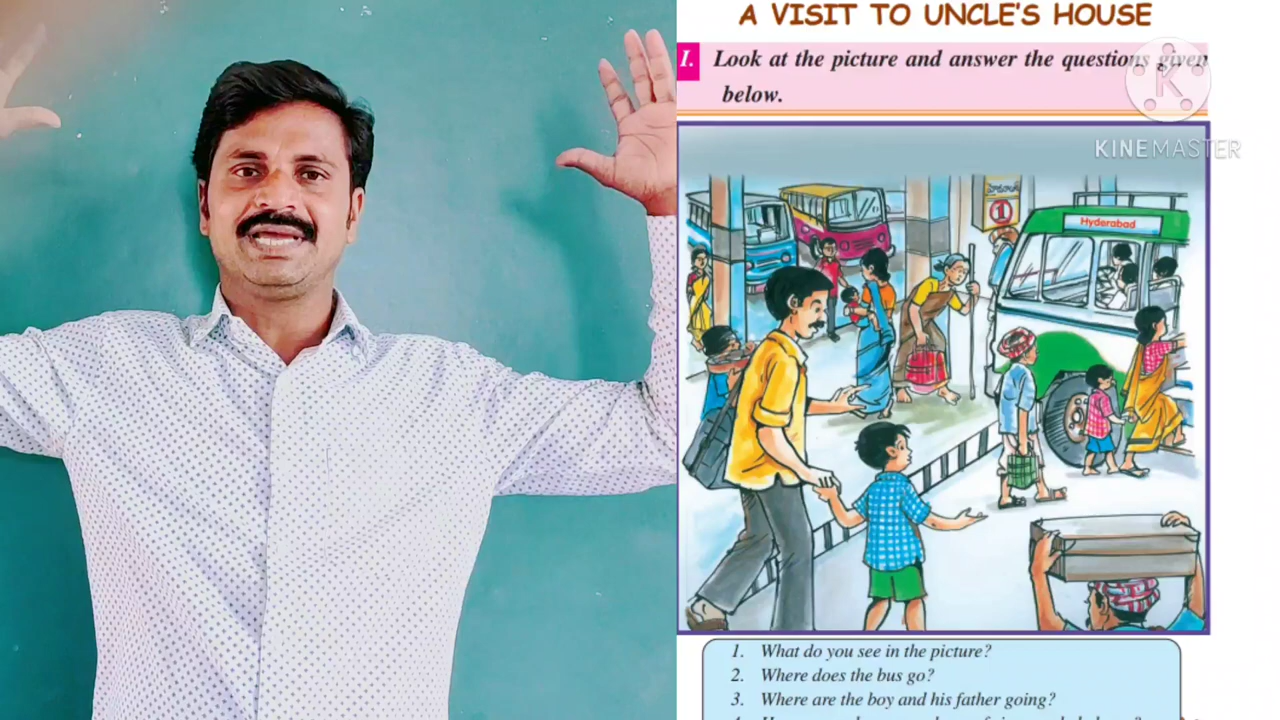 A VISIT TO UNCLE'S HOUSE
I. Look at the picture and answer the questions given
below.
K
KINEMASTER
1
Hyderabad
1. What do you see in the picture?
2. Where does the bus go?
3. Where are the boy and his father going?